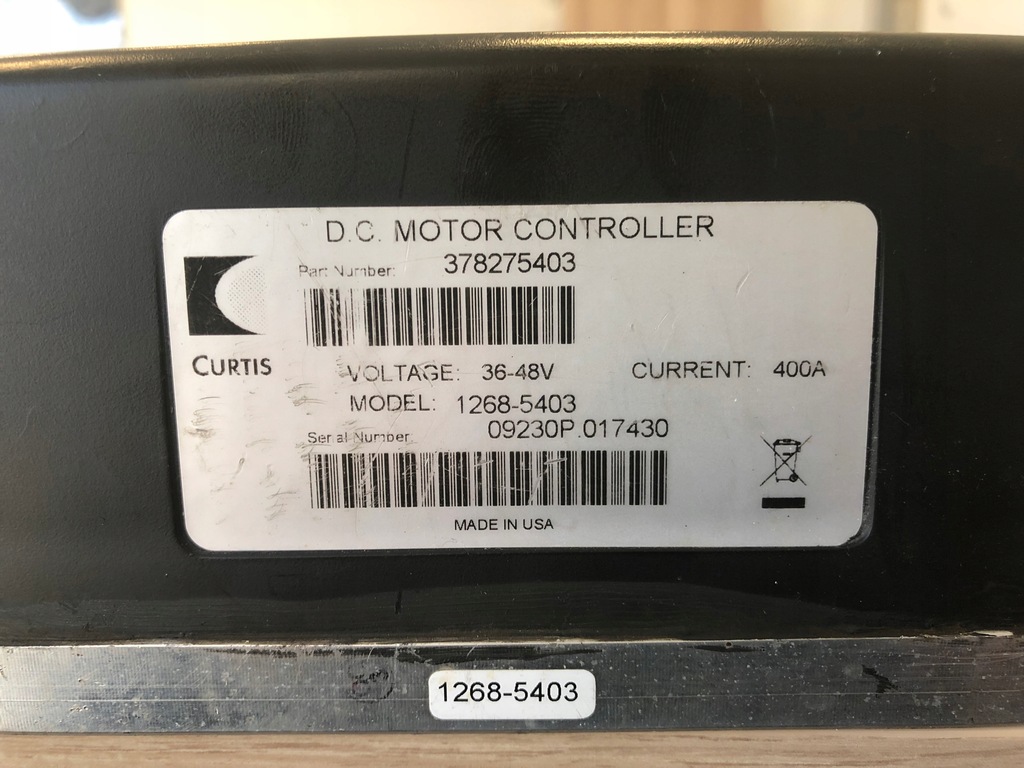 D.C. MOTOR CONTROLLER
Part Number: 378275403
CURTIS
VOLTAGE: 36-48V CURRENT: 400A
MODEL: 1268-5403
Serial Number: 09230P.017430
MADE IN USA
1268-5403